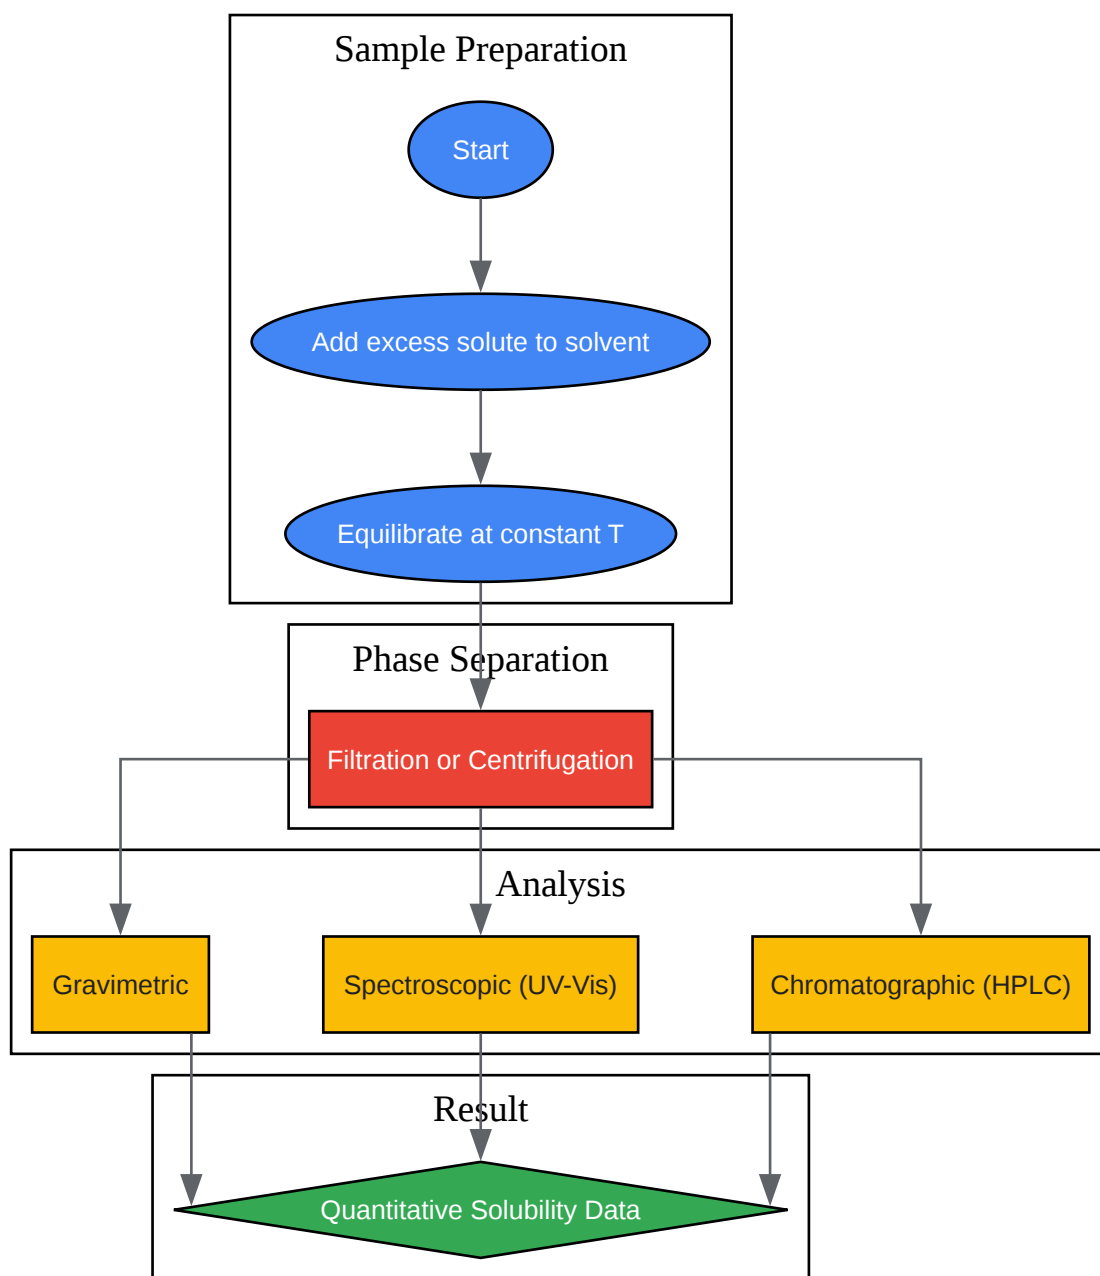 Sample Preparation
Start
Add excess solute to solvent
Equilibrate at constant T
Phase Separation
Filtration or Centrifugation
Analysis
Gravimetric
Spectroscopic (UV-Vis)
Chromatographic (HPLC)
Result
Quantitative Solubility Data